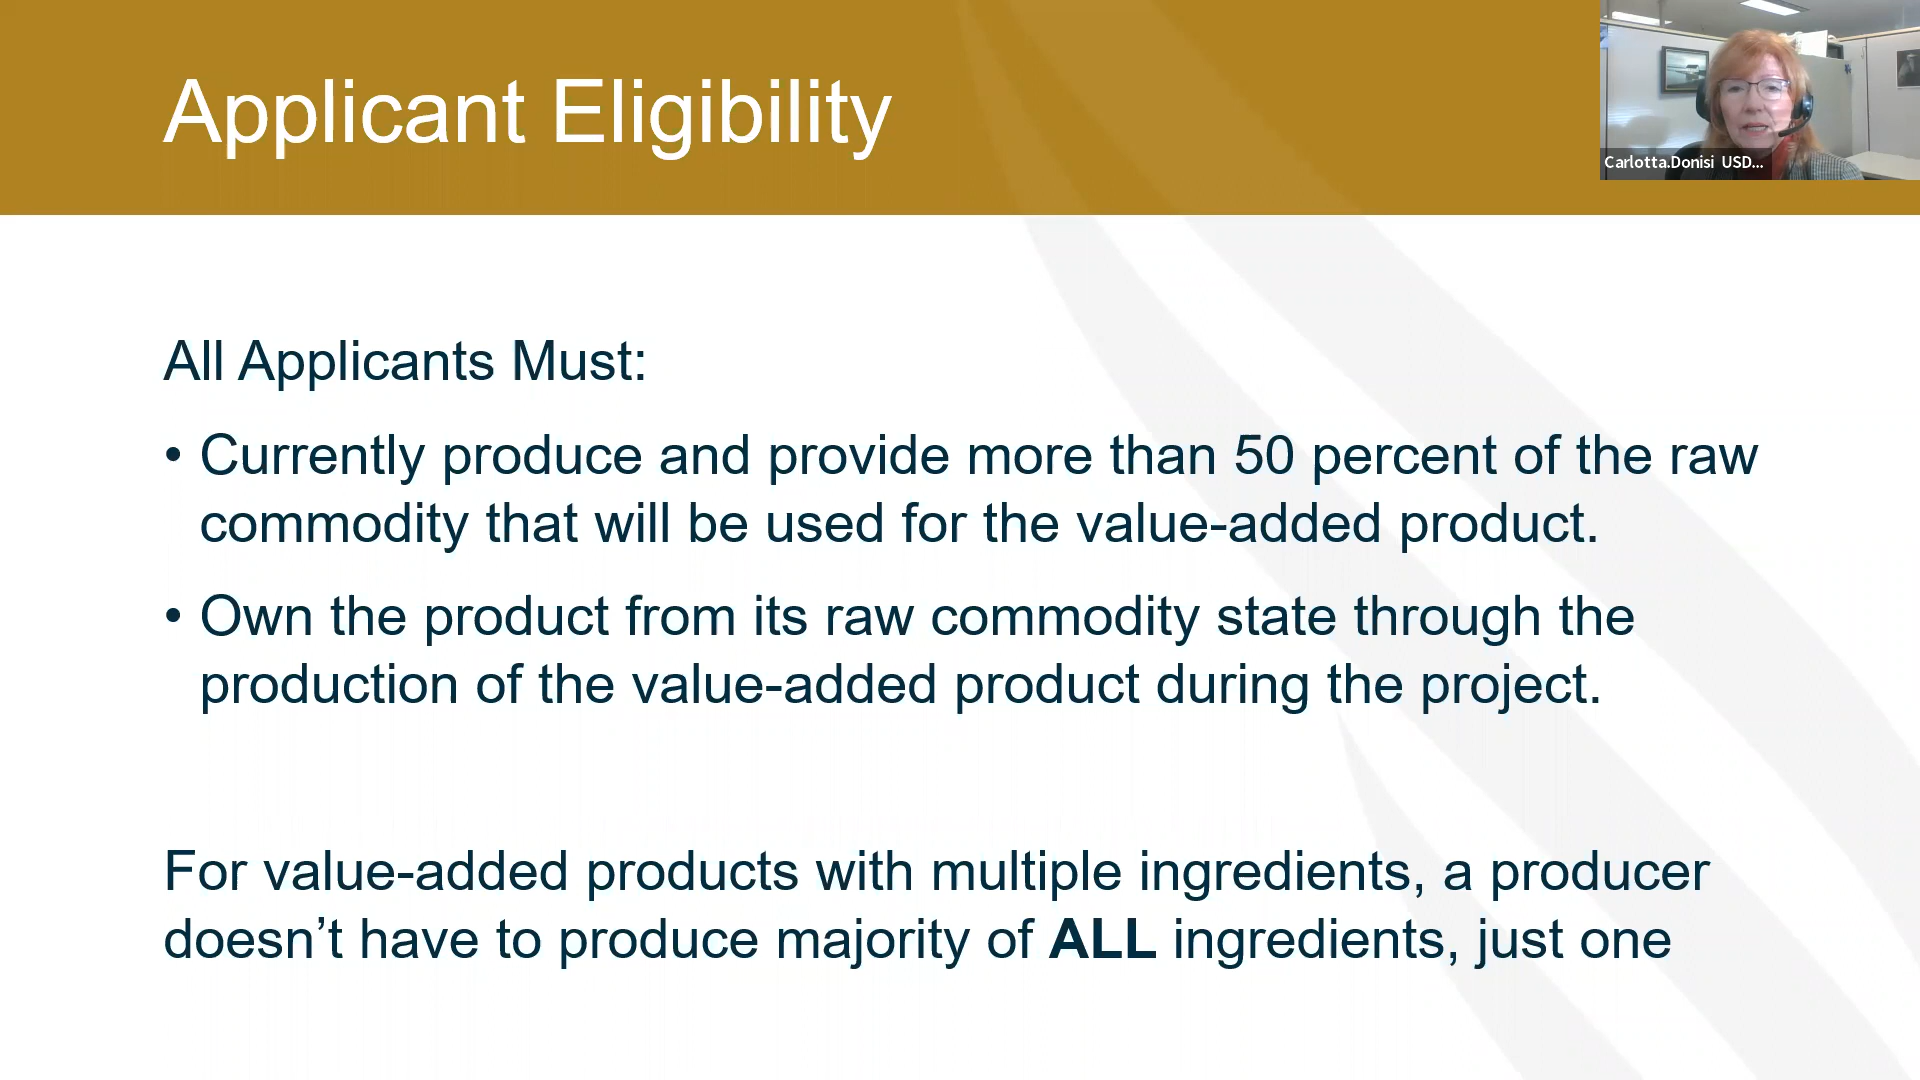 Applicant Eligibility
Carlotta.Donisi USD...
All Applicants Must:
• Currently produce and provide more than 50 percent of the raw
commodity that will be used for the value-added product.
• Own the product from its raw commodity state through the
production of the value-added product during the project.
For value-added products with multiple ingredients, a producer
doesn’t have to produce majority of ALL ingredients, just one